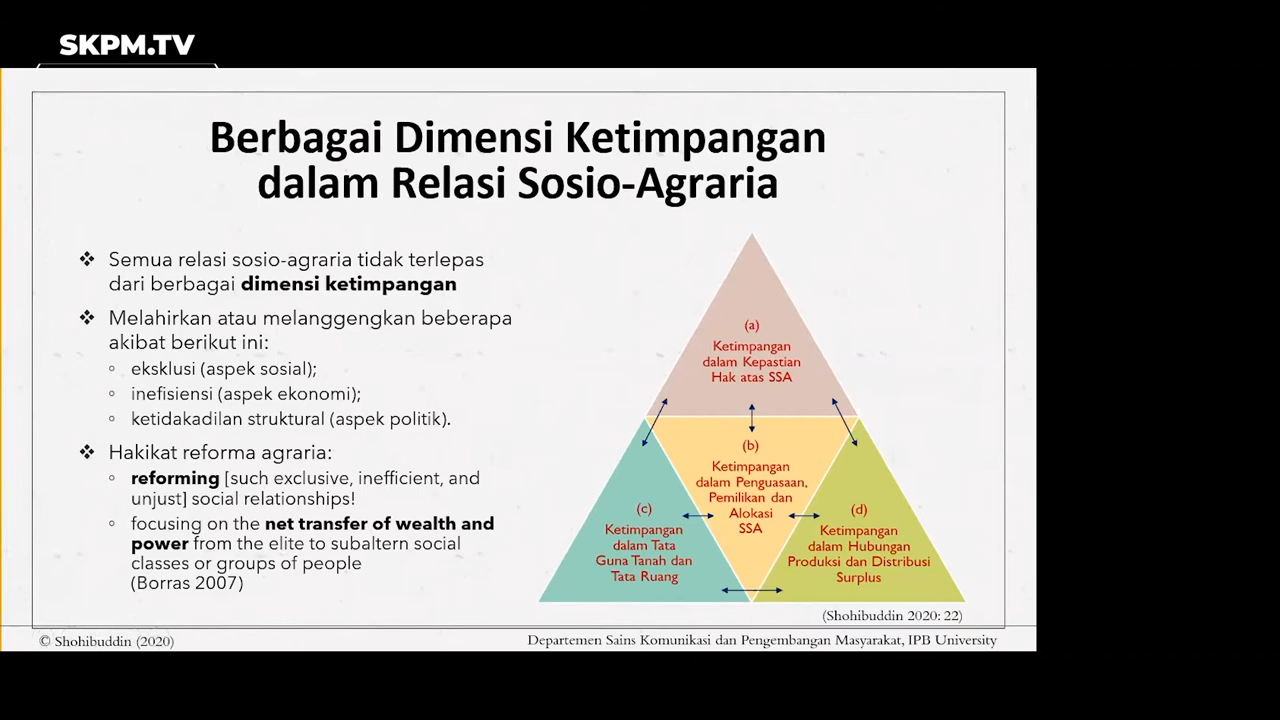 SKPM.TV
Berbagai Dimensi Ketimpangan
dalam Relasi Sosio-Agraria
❖ Semua relasi sosio-agraria tidak terlepas
dari berbagai dimensi ketimpangan
❖ Melahirkan atau melanggengkan beberapa
akibat berikut ini:
◦ eksklusi (aspek sosial);
◦ inefisiensi (aspek ekonomi);
◦ ketidakadilan struktural (aspek politik).
❖ Hakikat reforma agraria:
◦ reforming [such exclusive, inefficient, and
unjust] social relationships!
◦ focusing on the net transfer of wealth and
power from the elite to subaltern social
classes or groups of people
(Borras 2007)
(a)
Ketimpangan
dalam Kepastian
Hak atas SSA
(b)
Ketimpangan
dalam Penguasaan,
Pemilikan dan
Alokasi
SSA
(c)
Ketimpangan
dalam Tata
Guna Tanah dan
Tata Ruang
(d)
Ketimpangan
dalam Hubungan
Produksi dan Distribusi
Surplus
(Shohibuddin 2020: 22)
© Shohibuddin (2020)
Departemen Sains Komunikasi dan Pengembangan Masyarakat, IPB University